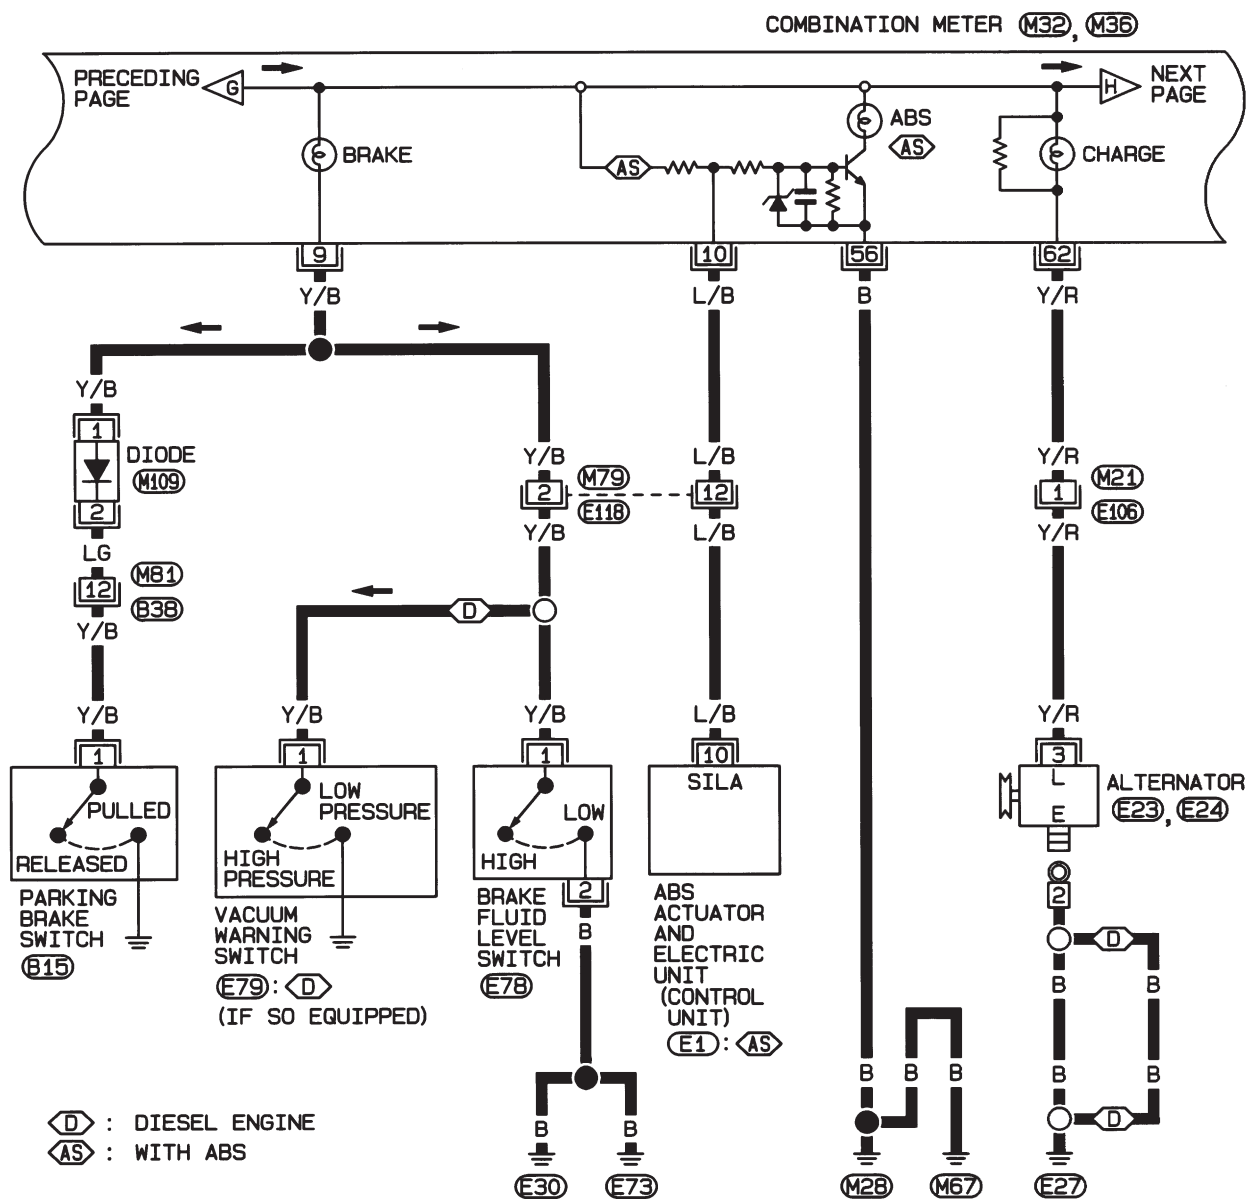 COMBINATION METER M32, M36
PRECEDING PAGE G
H NEXT PAGE
BRAKE
AS
ABS
AS
CHARGE
9
10
56
62
Y/B
L/B
B
Y/R
Y/B
1
DIODE
M109
2
LG
12
M81
B38
Y/B
Y/B
Y/B
2
M79
E118
Y/B
L/B
12
L/B
Y/R
1
M21
E106
Y/R
D
Y/B
Y/B
L/B
Y/R
1
PULLED
RELEASED
PARKING
BRAKE
SWITCH
B15
1
LOW
PRESSURE
HIGH
PRESSURE
VACUUM
WARNING
SWITCH
E79: D
(IF SO EQUIPPED)
1
LOW
HIGH
2
BRAKE
FLUID
LEVEL
SWITCH
E78
B
10
SILA
ABS
ACTUATOR
AND
ELECTRIC
UNIT
(CONTROL
UNIT)
E1: AS
3
L
E
ALTERNATOR
E23, E24
2
D
B
B
B
B
B
B
B
D
B
B
D : DIESEL ENGINE
AS : WITH ABS
E30
E73
M28
M67
E27